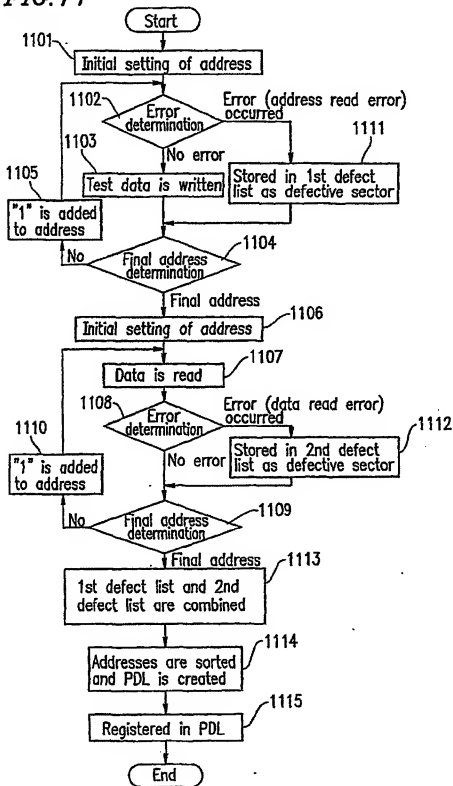 FIG. 11
Start
1101
Initial setting of address
1102
Error
determination
Error (address read error)
occurred
1111
1103
No error
Test data is written
Stored in 1st defect
list as defective sector
1105
"1" is added
to address
1104
No
Final address
determination
Final address
1106
Initial setting of address
1107
Data is read
1108
Error
determination
Error (data read error)
occurred
1112
1110
No error
Stored in 2nd defect
list as defective sector
"1" is added
to address
1109
No
Final address
determination
Final address
1113
1st defect list and 2nd
defect list are combined
1114
Addresses are sorted
and PDL is created
1115
Registered in PDL
End